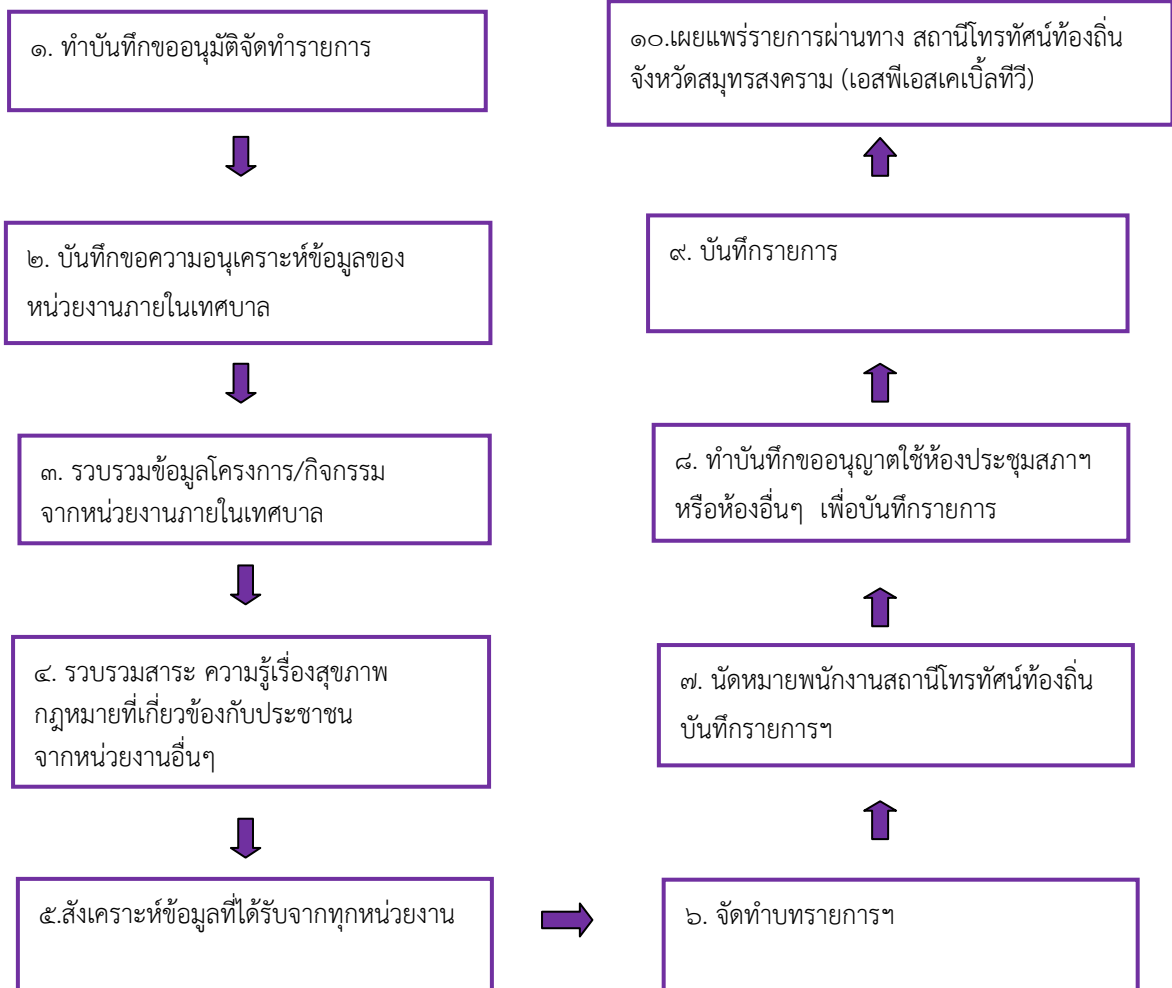 ๑. ทำบันทึกขออนุมัติจัดทำรายการ
๒. บันทึกขอความอนุเคราะห์ข้อมูลของ
หน่วยงานภายในเทศบาล
๓. รวบรวมข้อมูลโครงการ/กิจกรรม
จากหน่วยงานภายในเทศบาล
๔. รวบรวมสาระ ความรู้เรื่องสุขภาพ
กฎหมายที่เกี่ยวข้องกับประชาชน
จากหน่วยงานอื่นๆ
๕.สังเคราะห์ข้อมูลที่ได้รับจากทุกหน่วยงาน
๖. จัดทำบทรายการฯ
๗. นัดหมายพนักงานสถานีโทรทัศน์ท้องถิ่น
บันทึกรายการฯ
๘. ทำบันทึกขออนุญาตใช้ห้องประชุมสภาฯ
หรือห้องอื่นๆ เพื่อบันทึกรายการ
๙. บันทึกรายการ
๑๐.เผยแพร่รายการผ่านทาง สถานีโทรทัศน์ท้องถิ่น
จังหวัดสมุทรสงคราม (เอสพีเอสเคเบิ้ลทีวี)